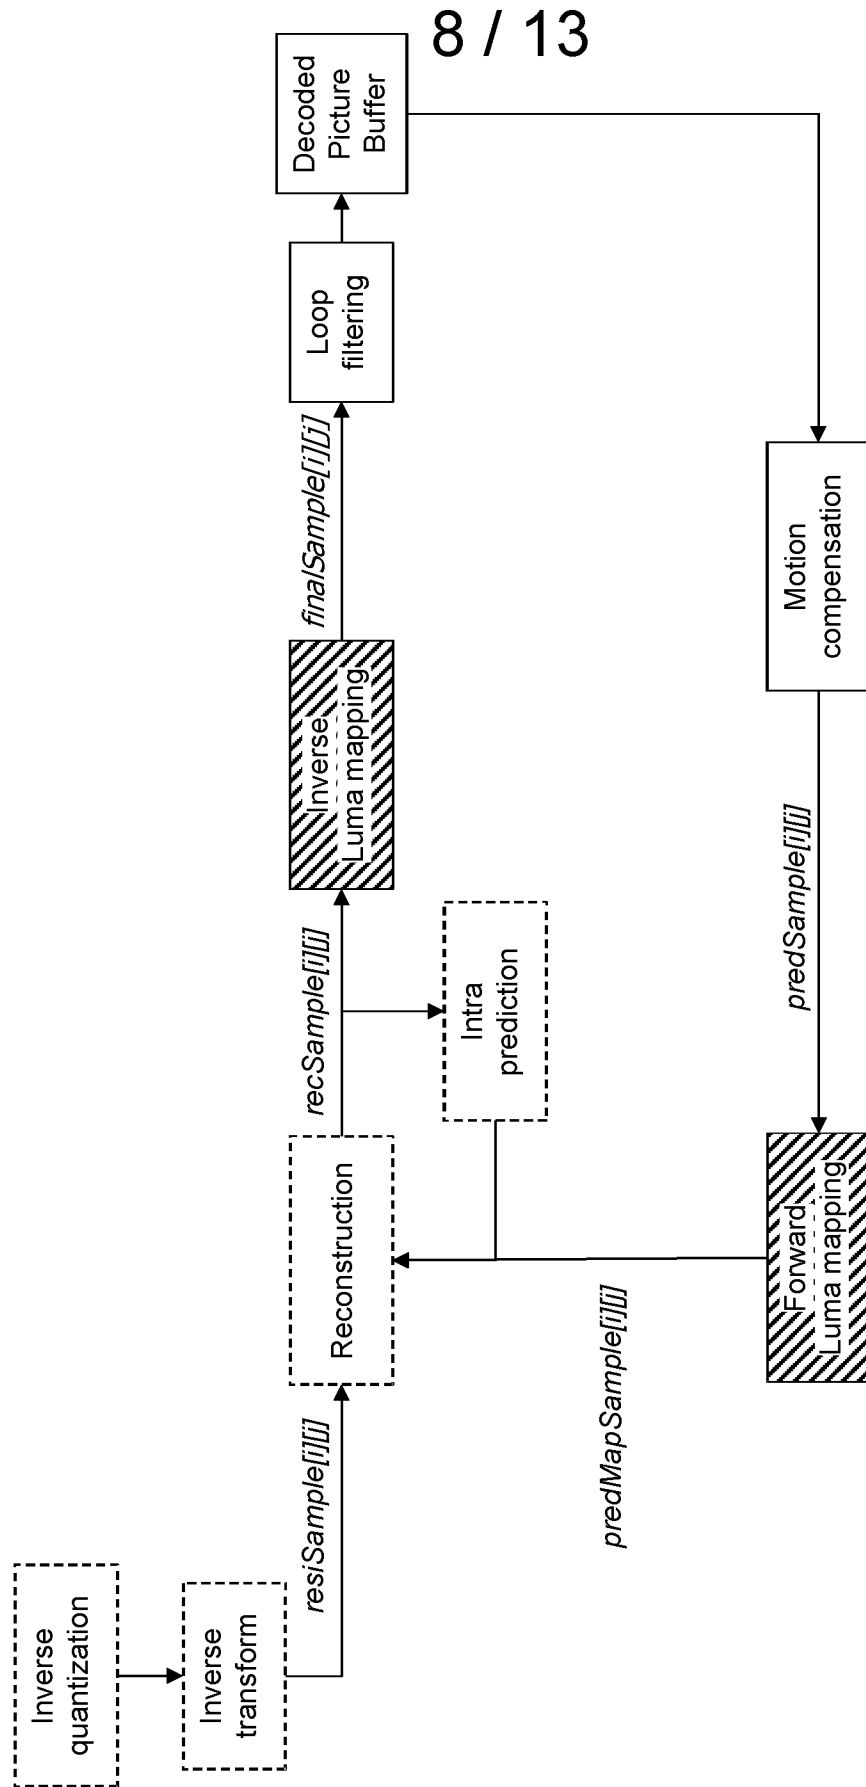 8 / 13
Inverse
quantization
Inverse
transform
resiSample[i][j]
Reconstruction
recSample[i][j]
Intra
prediction
Inverse
Luma mapping
finalSample[i][j]
Loop
filtering
Decoded
Picture
Buffer
Motion
compensation
predSample[i][j]
Forward
Luma mapping
predMapSample[i][j]